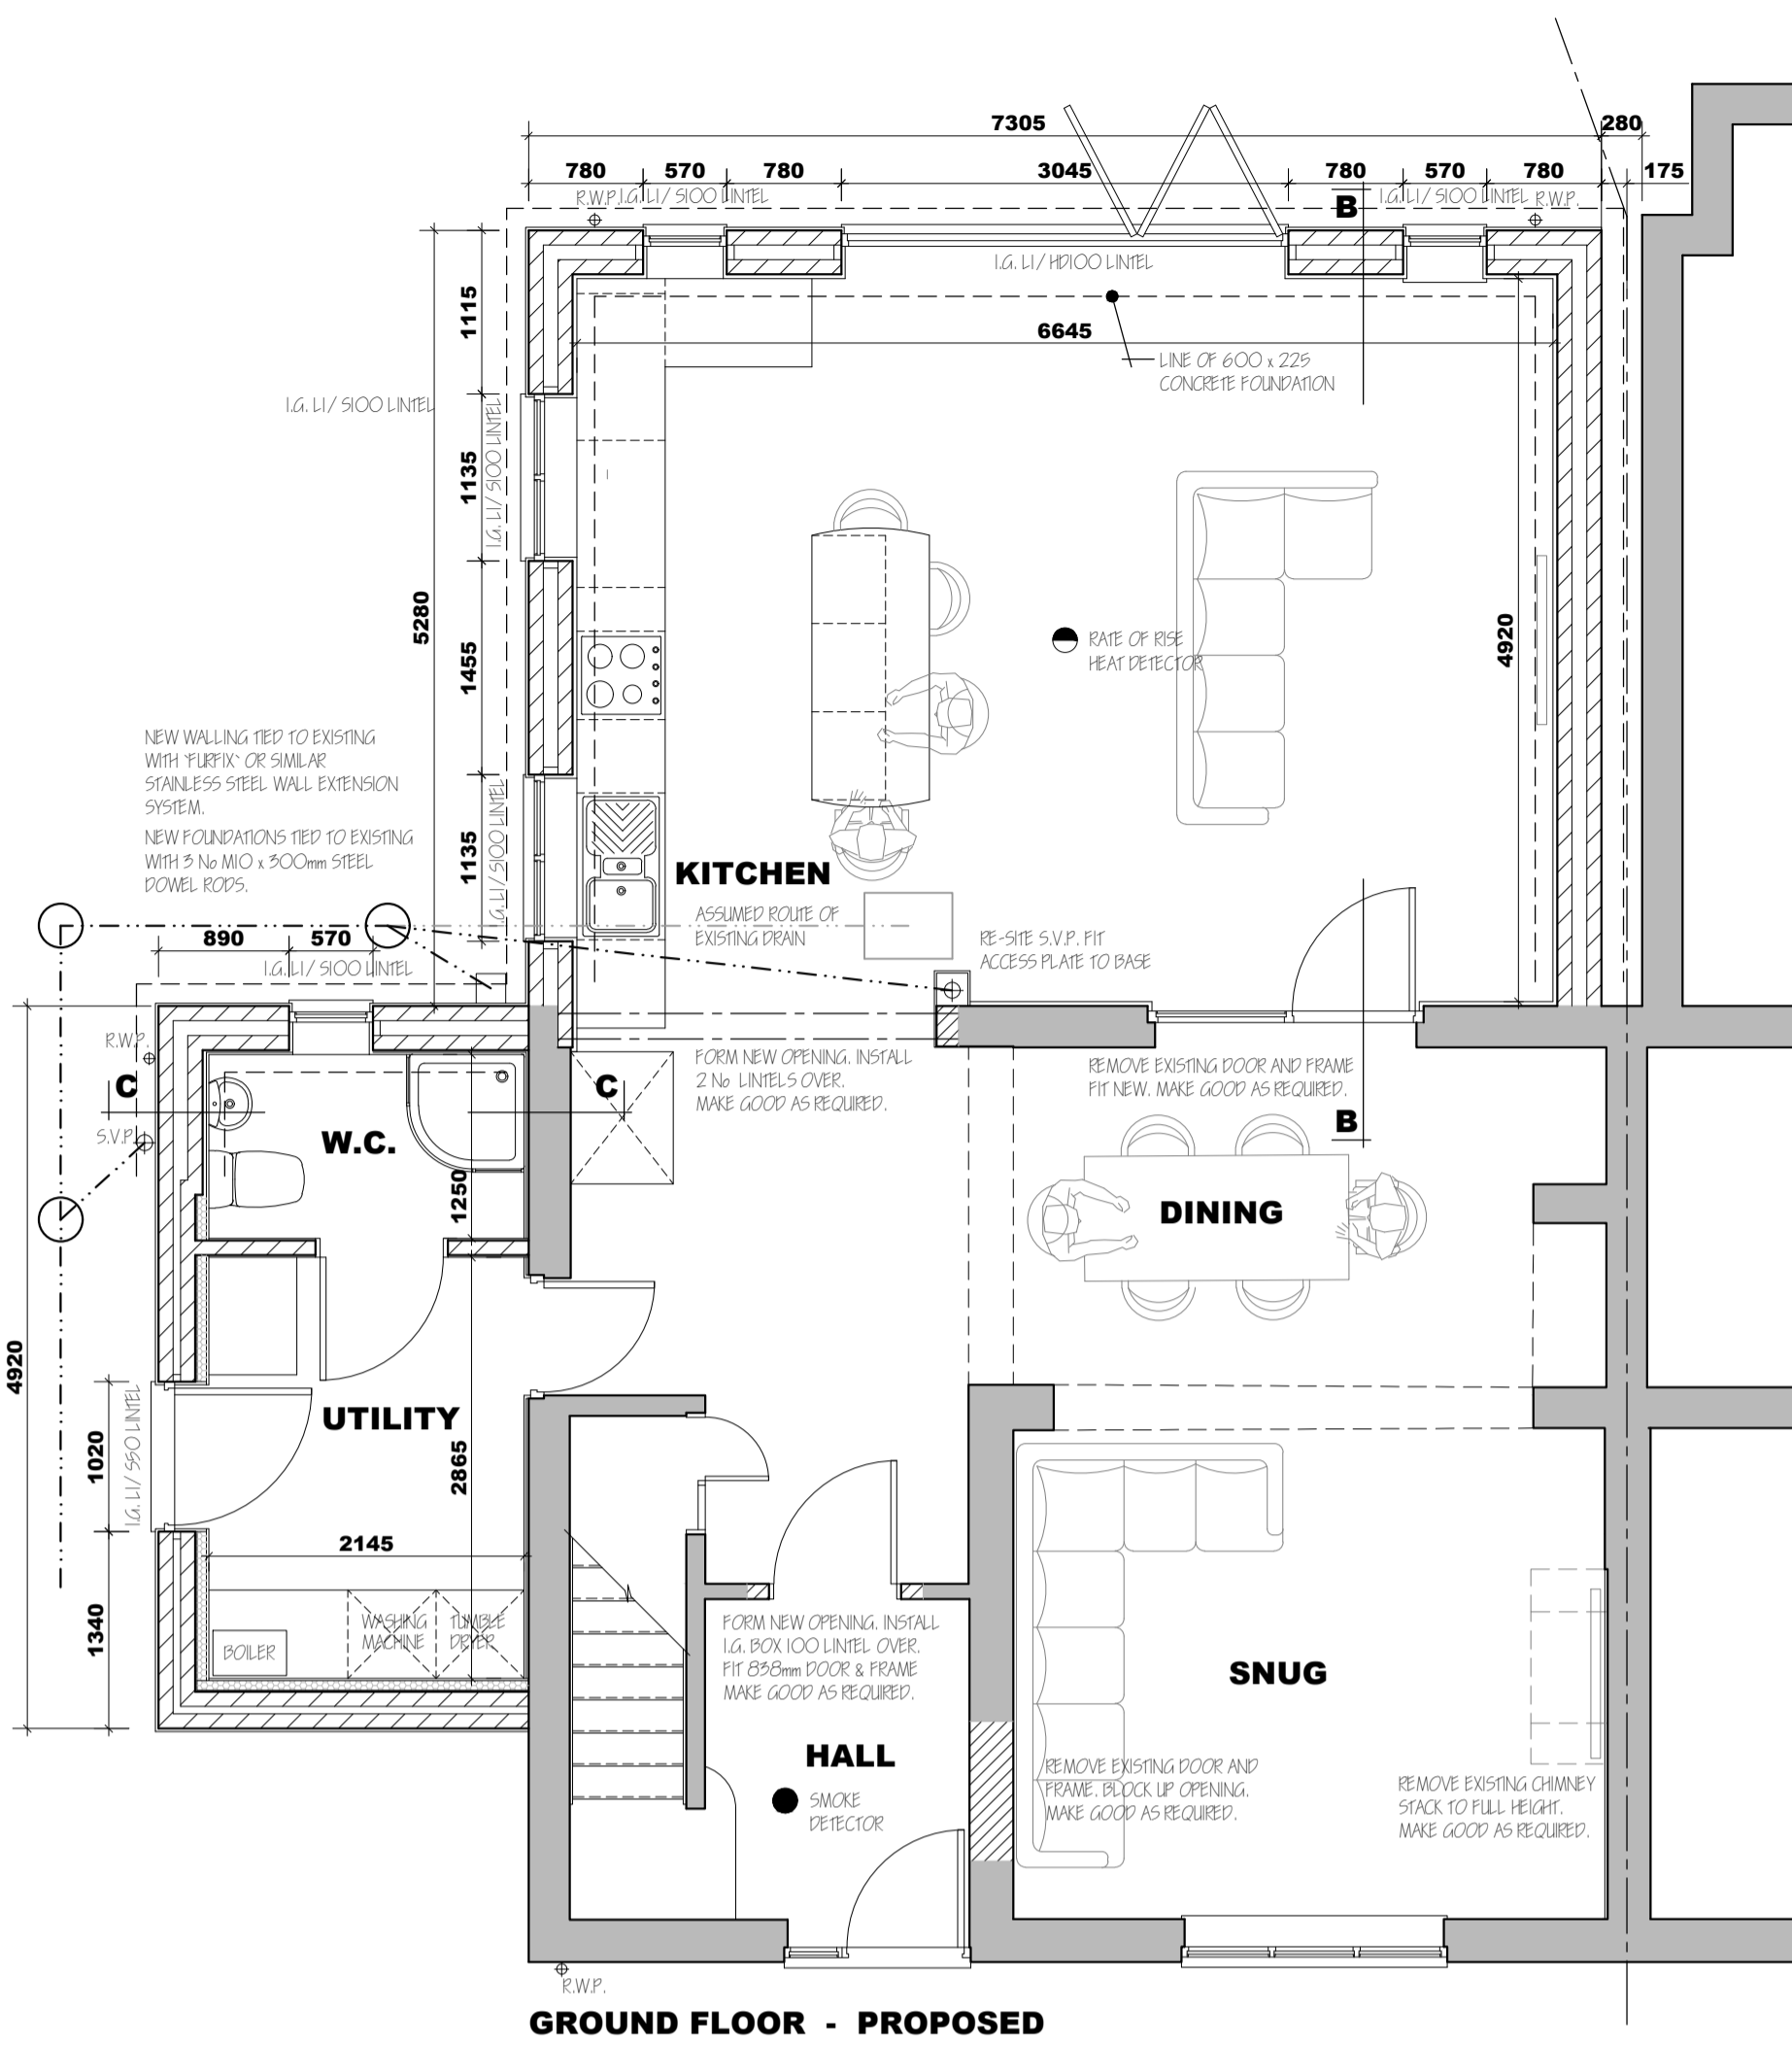 7305
280
780
570
780
3045
780
570
780
175
R.W.P.
I.G. L1/ S100 LINTEL
I.G. L1/ S100 LINTEL
R.W.P.
B
I.G. L1/ HD100 LINTEL
1115
6645
LINE OF 600 x 225
CONCRETE FOUNDATION
I.G. L1/ S100 LINTEL
I.G. L1/ S100 LINTEL
1135
5280
1455
4920
RATE OF RISE
HEAT DETECTOR
NEW WALLING TIED TO EXISTING
WITH `FURFIX` OR SIMILAR
STAINLESS STEEL WALL EXTENSION
SYSTEM.
NEW FOUNDATIONS TIED TO EXISTING
WITH 3 No M10 x 300mm STEEL
DOWEL RODS.
1135
I.G. L1/ S100 LINTEL
KITCHEN
ASSUMED ROUTE OF
EXISTING DRAIN
RE-SITE S.V.P. FIT
ACCESS PLATE TO BASE
890
570
I.G. L1/ S100 LINTEL
R.W.P.
C
C
FORM NEW OPENING. INSTALL
2 No LINTELS OVER.
MAKE GOOD AS REQUIRED.
REMOVE EXISTING DOOR AND FRAME
FIT NEW. MAKE GOOD AS REQUIRED.
B
S.V.P.
W.C.
1250
DINING
4920
UTILITY
1020
I.G. L1/ S50 LINTEL
2865
2145
1340
BOILER
WASHING
MACHINE
TUMBLE
DRYER
FORM NEW OPENING. INSTALL
I.G. BOX 100 LINTEL OVER.
FIT 838mm DOOR & FRAME
MAKE GOOD AS REQUIRED.
SNUG
HALL
SMOKE
DETECTOR
REMOVE EXISTING DOOR AND
FRAME. BLOCK UP OPENING.
MAKE GOOD AS REQUIRED.
REMOVE EXISTING CHIMNEY
STACK TO FULL HEIGHT.
MAKE GOOD AS REQUIRED.
R.W.P.
GROUND FLOOR - PROPOSED